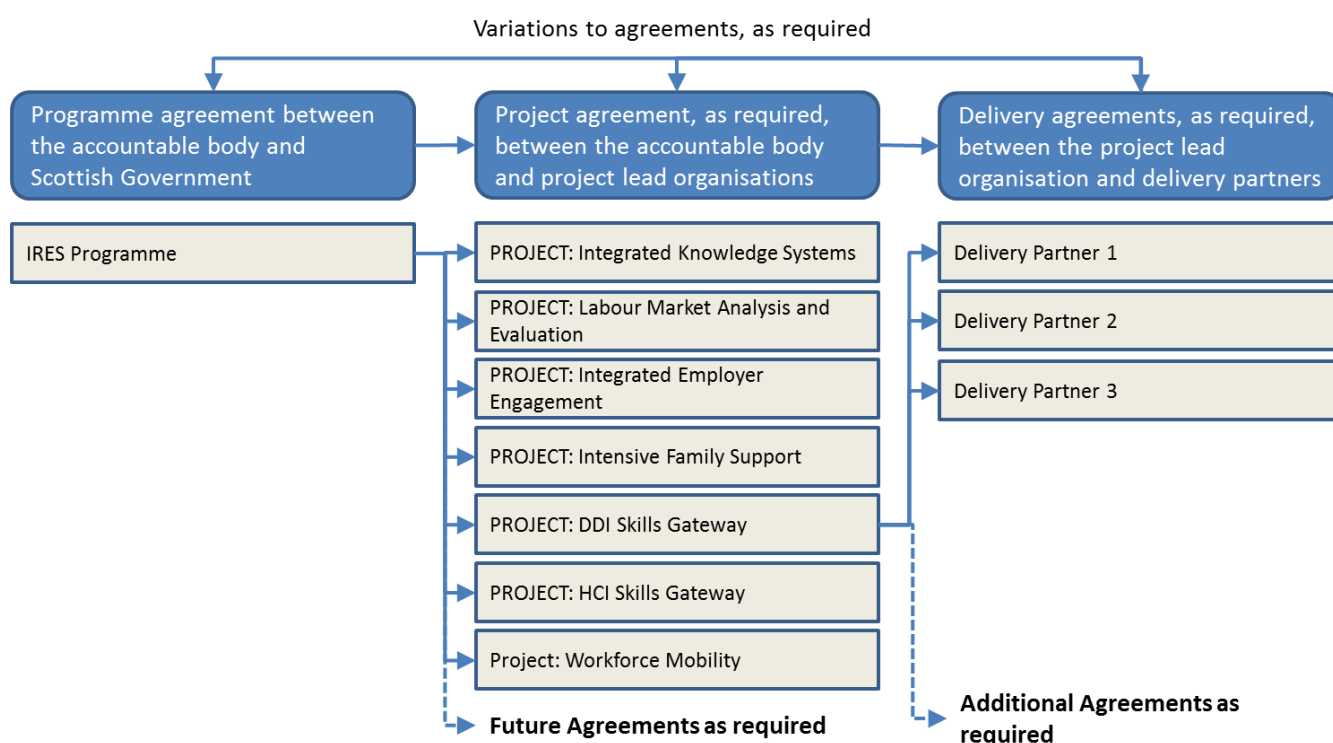 Variations to agreements, as required
Programme agreement between
the accountable body and
Scottish Government
Project agreement, as required,
between the accountable body
and project lead organisations
Delivery agreements, as required,
between the project lead
organisation and delivery partners
IRES Programme
PROJECT: Integrated Knowledge Systems
PROJECT: Labour Market Analysis and
Evaluation
PROJECT: Integrated Employer
Engagement
PROJECT: Intensive Family Support
PROJECT: DDI Skills Gateway
PROJECT: HCI Skills Gateway
Project: Workforce Mobility
Future Agreements as required
Delivery Partner 1
Delivery Partner 2
Delivery Partner 3
Additional Agreements as
required